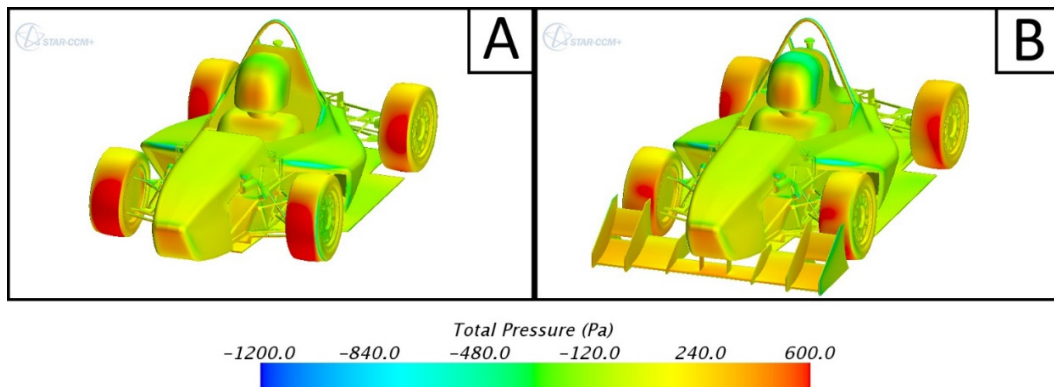 STAR-CCM+
A
STAR-CCM+
B
Total Pressure (Pa)
-1200.0 -840.0 -480.0 -120.0 240.0 600.0